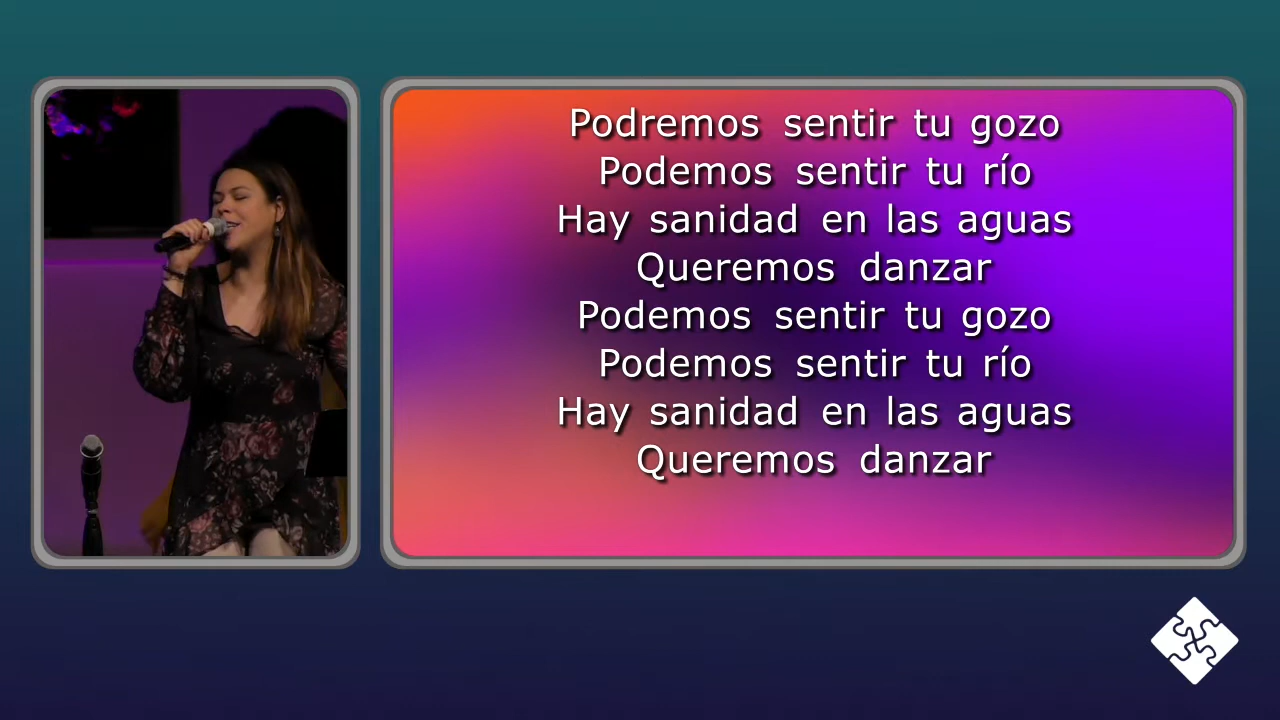 Podremos sentir tu gozo
Podemos sentir tu río
Hay sanidad en las aguas
Queremos danzar
Podemos sentir tu gozo
Podemos sentir tu río
Hay sanidad en las aguas
Queremos danzar